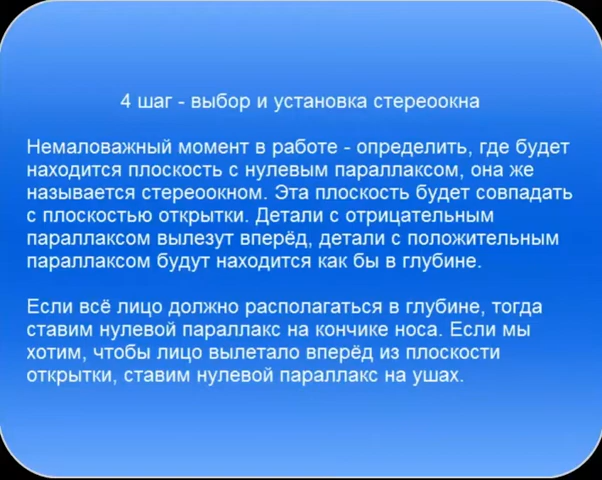 4 шаг - выбор и установка стереоокна
Немаловажный момент в работе - определить, где будет
находится плоскость с нулевым параллаксом, она же
называется стереоокном. Эта плоскость будет совпадать
с плоскостью открытки. Детали с отрицательным
параллаксом вылезут вперёд, детали с положительным
параллаксом будут находится как бы в глубине.
Если всё лицо должно располагаться в глубине, тогда
ставим нулевой параллакс на кончике носа. Если мы
хотим, чтобы лицо вылетало вперёд из плоскости
открытки, ставим нулевой параллакс на ушах.